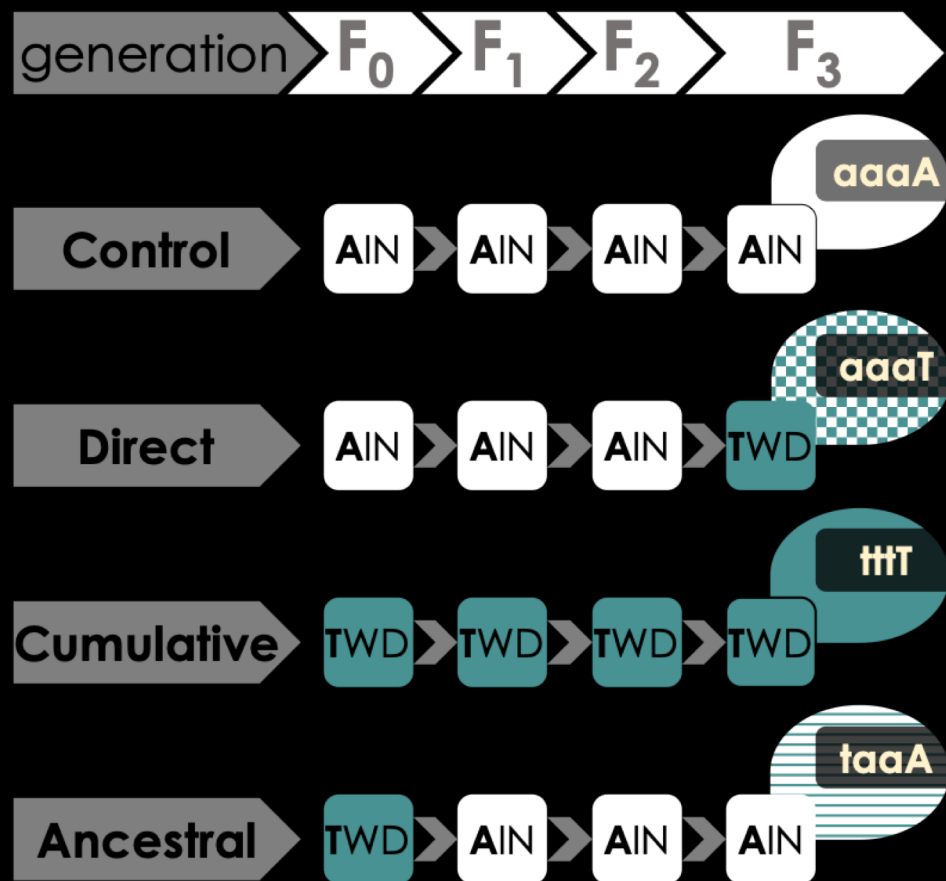 generation F₀ F₁ F₂ F₃
aaaA
Control AIN AIN AIN AIN
aaaT
Direct AIN AIN AIN TWD
tttT
Cumulative TWD TWD TWD TWD
taaA
Ancestral TWD AIN AIN AIN